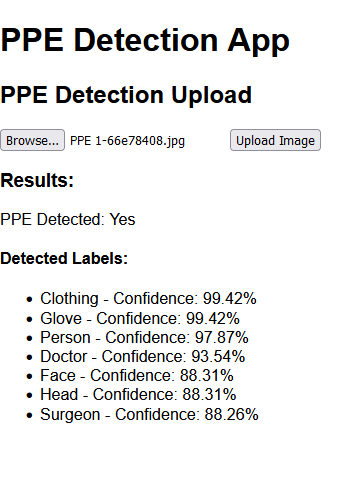 PPE Detection App
PPE Detection Upload
Browse... PPE 1-66e78408.jpg Upload Image
Results:
PPE Detected: Yes
Detected Labels:
• Clothing - Confidence: 99.42%
• Glove - Confidence: 99.42%
• Person - Confidence: 97.87%
• Doctor - Confidence: 93.54%
• Face - Confidence: 88.31%
• Head - Confidence: 88.31%
• Surgeon - Confidence: 88.26%